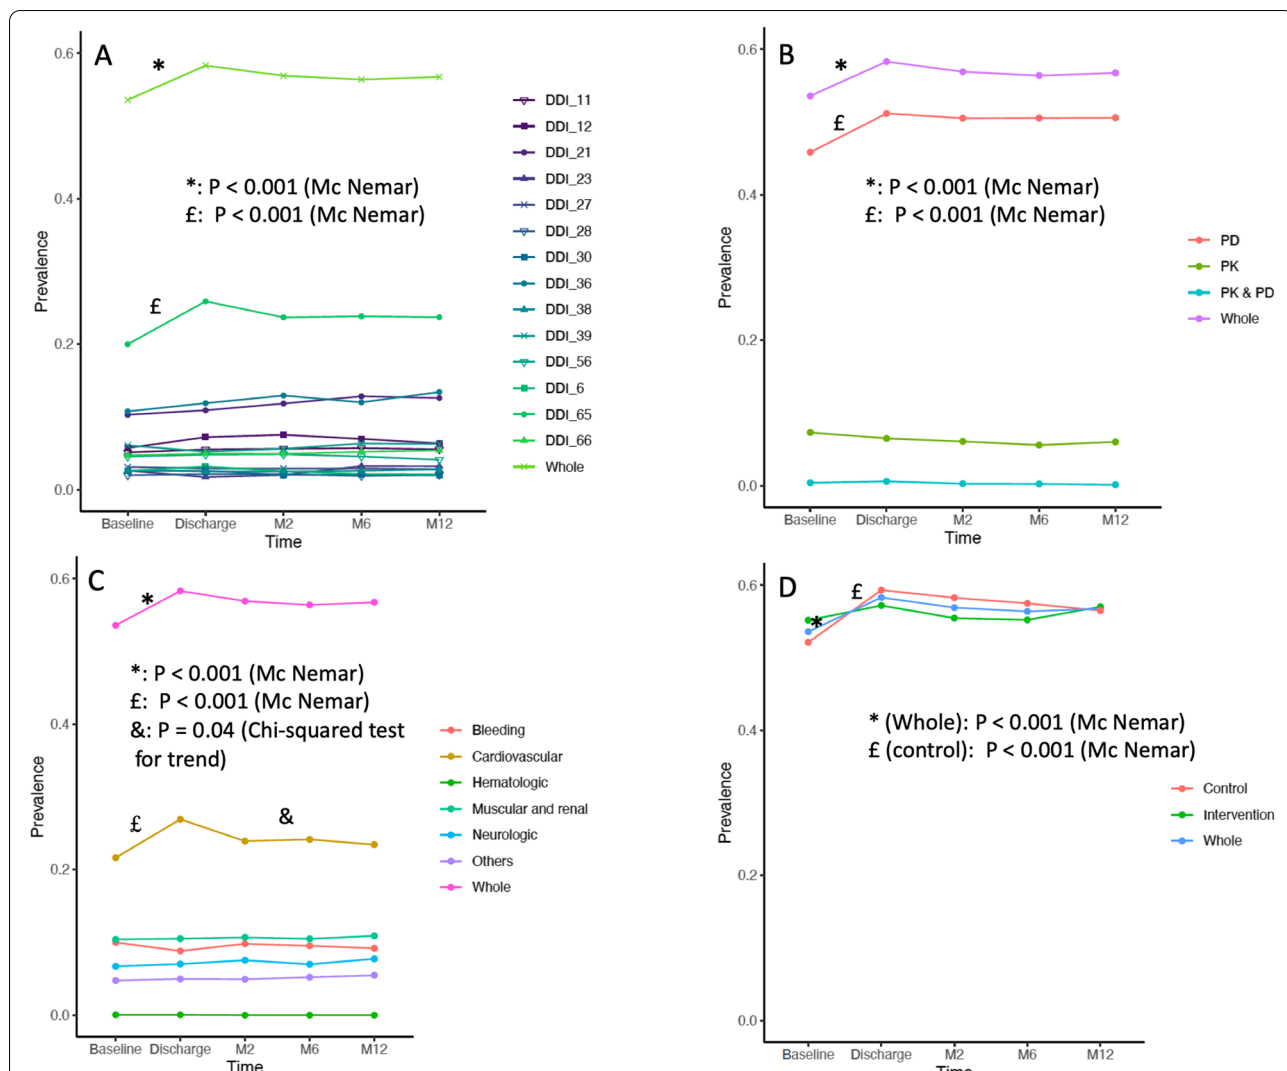 A
0.6
*
*: P < 0.001 (Mc Nemar)
£: P < 0.001 (Mc Nemar)
0.4
Prevalence
£
0.2
0.0
Baseline Discharge M2 M6 M12
Time
DDI_11
DDI_12
DDI_21
DDI_23
DDI_27
DDI_28
DDI_30
DDI_36
DDI_38
DDI_39
DDI_56
DDI_6
DDI_65
DDI_66
Whole
B
0.6
*
£
*: P < 0.001 (Mc Nemar)
£: P < 0.001 (Mc Nemar)
0.4
Prevalence
0.2
0.0
Baseline Discharge M2 M6 M12
Time
PD
PK
PK & PD
Whole
C
0.6
*
*: P < 0.001 (Mc Nemar)
£: P < 0.001 (Mc Nemar)
&: P = 0.04 (Chi-squared test
for trend)
0.4
Prevalence
£
&
0.2
0.0
Baseline Discharge M2 M6 M12
Time
Bleeding
Cardiovascular
Hematologic
Muscular and renal
Neurologic
Others
Whole
D
0.6
£
*
* (Whole): P < 0.001 (Mc Nemar)
£ (control): P < 0.001 (Mc Nemar)
0.4
Prevalence
0.2
0.0
Baseline Discharge M2 M6 M12
Time
Control
Intervention
Whole